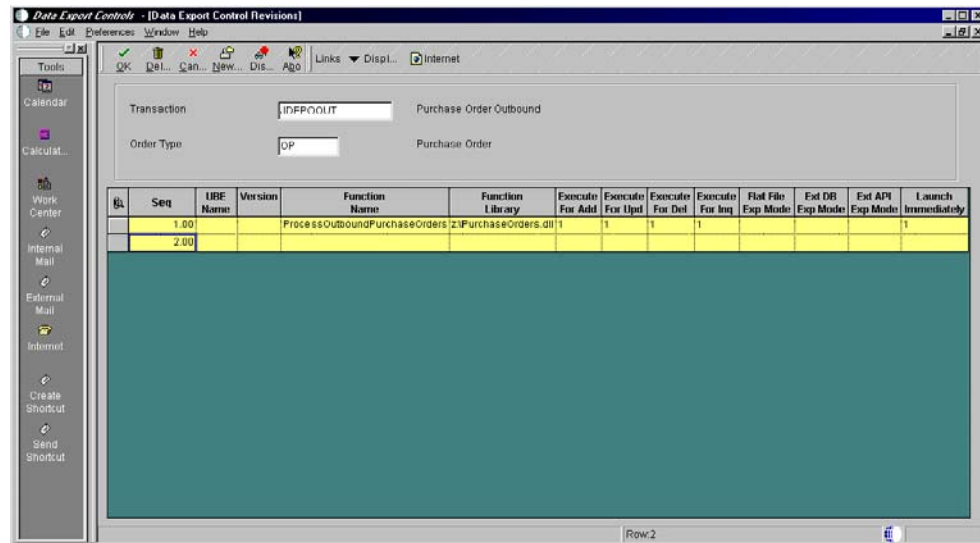 Data Export Controls - [Data Export Control Revisions]
File Edit Preferences Window Help
Tools
OK Del... Can... New... Dis... Abo Links Displ... Internet
Calendar
Calculat...
Work Center
Internal Mail
External Mail
Internet
Create Shortcut
Send Shortcut
Transaction JDEPOOUT Purchase Order Outbound
Order Type OP Purchase Order
Seq UBE Name Version Function Name Function Library Execute For Add Execute For Upd Execute For Del Execute For Inq Flat File Exp Mode Ext DB Exp Mode Ext API Exp Mode Launch Immediately
1.00 ProcessOutboundPurchaseOrders z:\PurchaseOrders.dll 1 1 1 1 1
2.00
Row:2